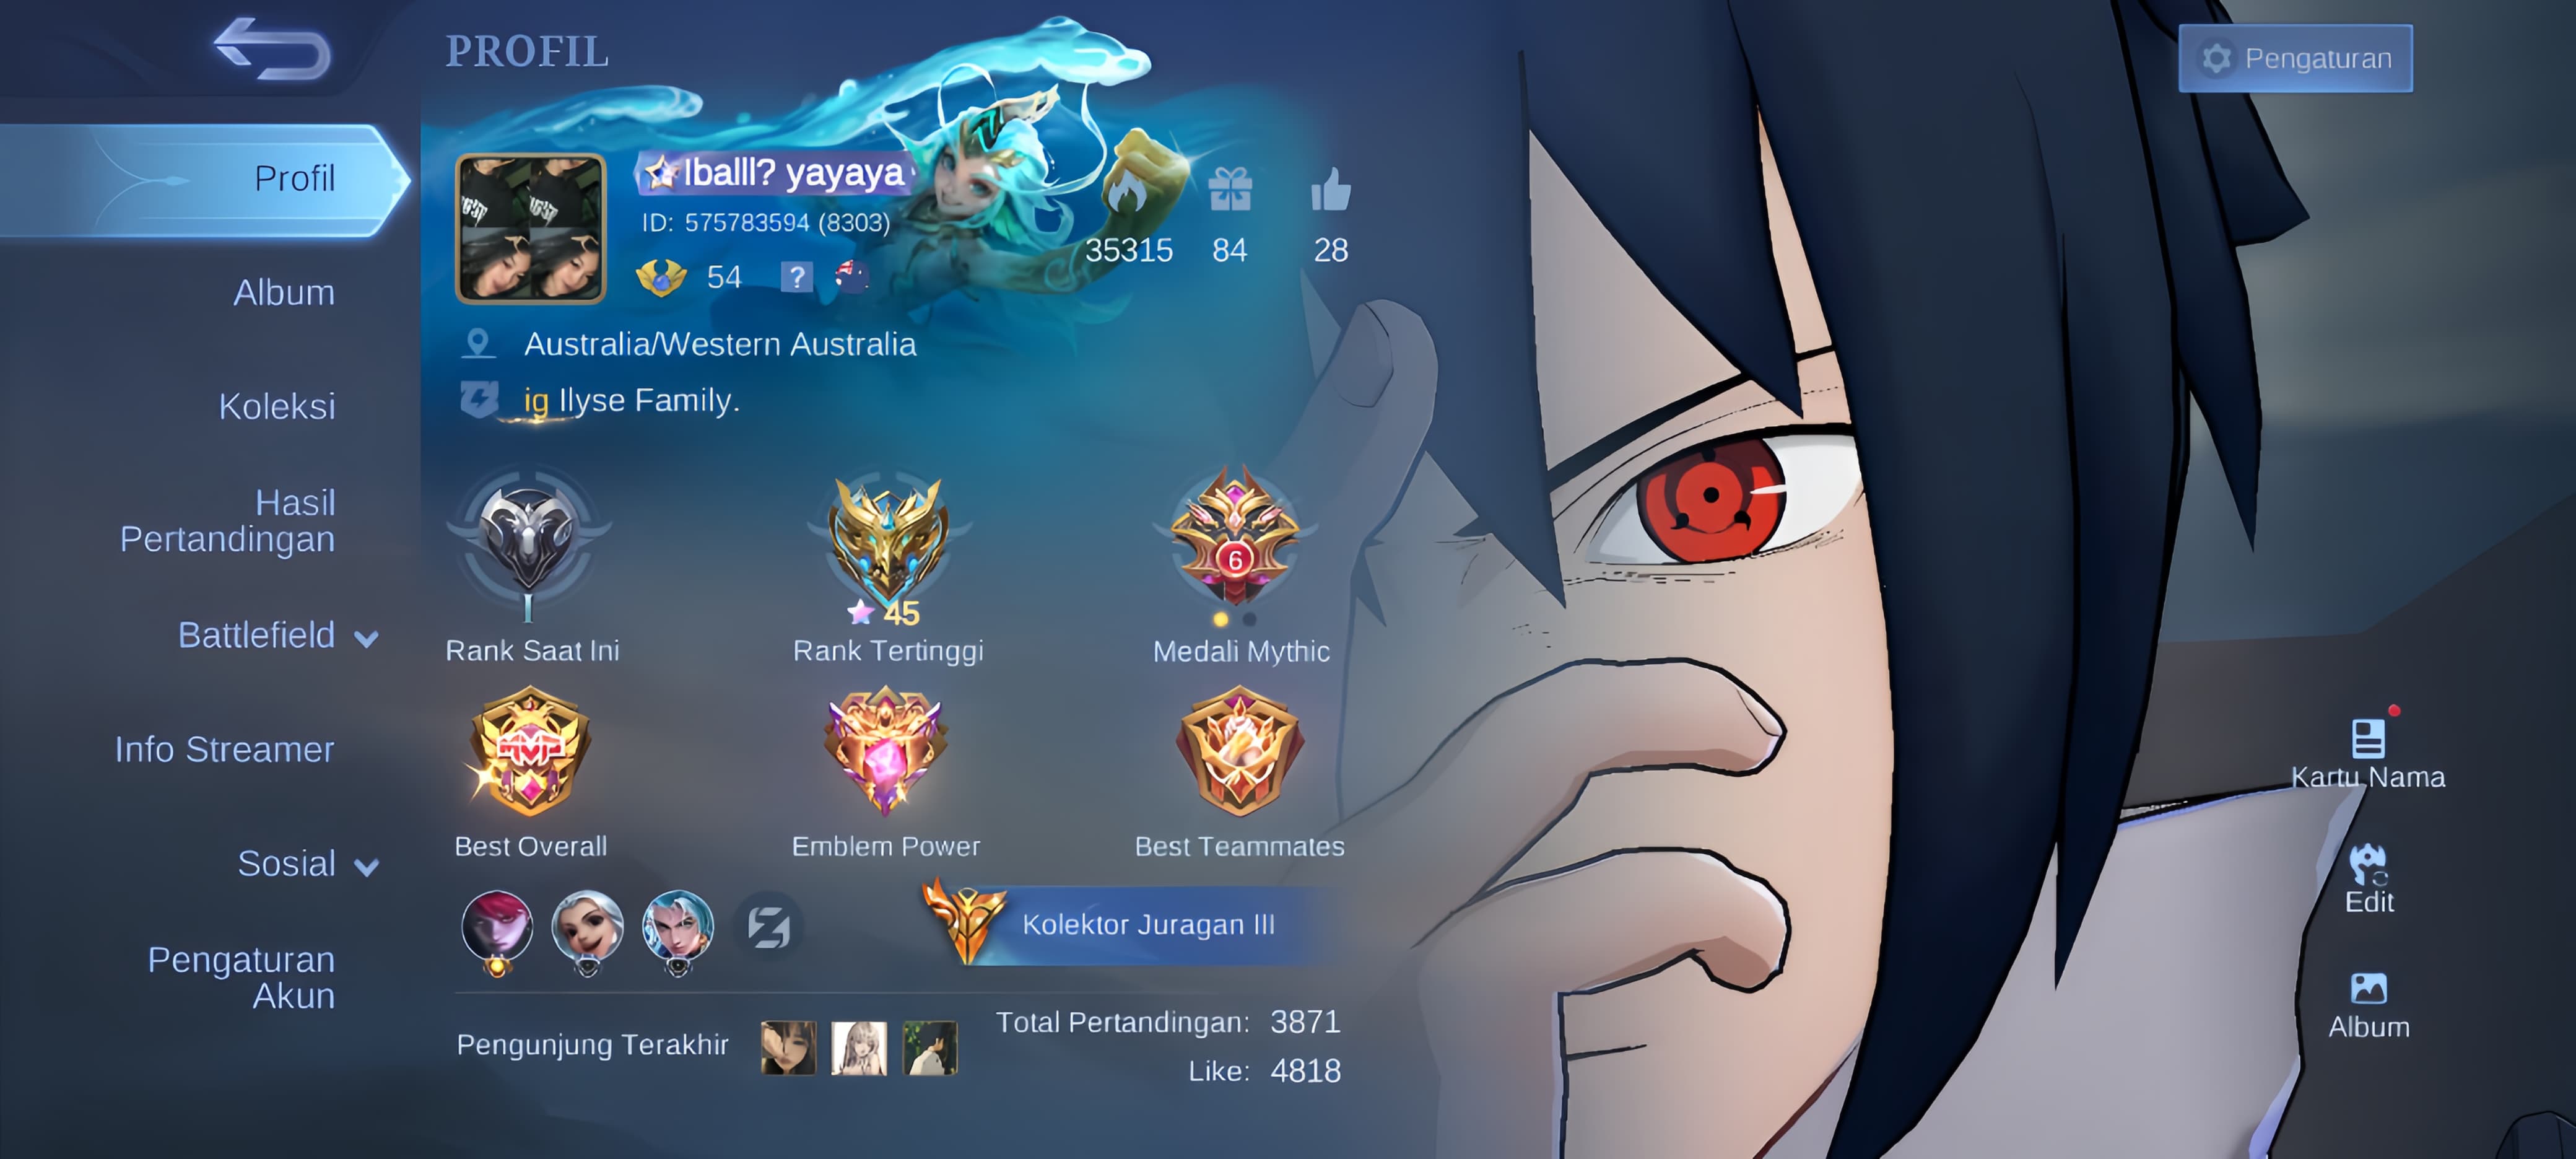 PROFIL
Pengaturan
Profil
Album
Koleksi
Hasil
Pertandingan
Battlefield
Info Streamer
Sosial
Pengaturan
Akun
Iballl? yayaya
ID: 575783594 (8303)
54
?
35315
84
28
Australia/Western Australia
ig Ilyse Family.
I
Rank Saat Ini
45
Rank Tertinggi
6
Medali Mythic
MVP
Best Overall
Emblem Power
Best Teammates
Kolektor Juragan III
Pengunjung Terakhir
Total Pertandingan: 3871
Like: 4818
Kartu Nama
Edit
Album